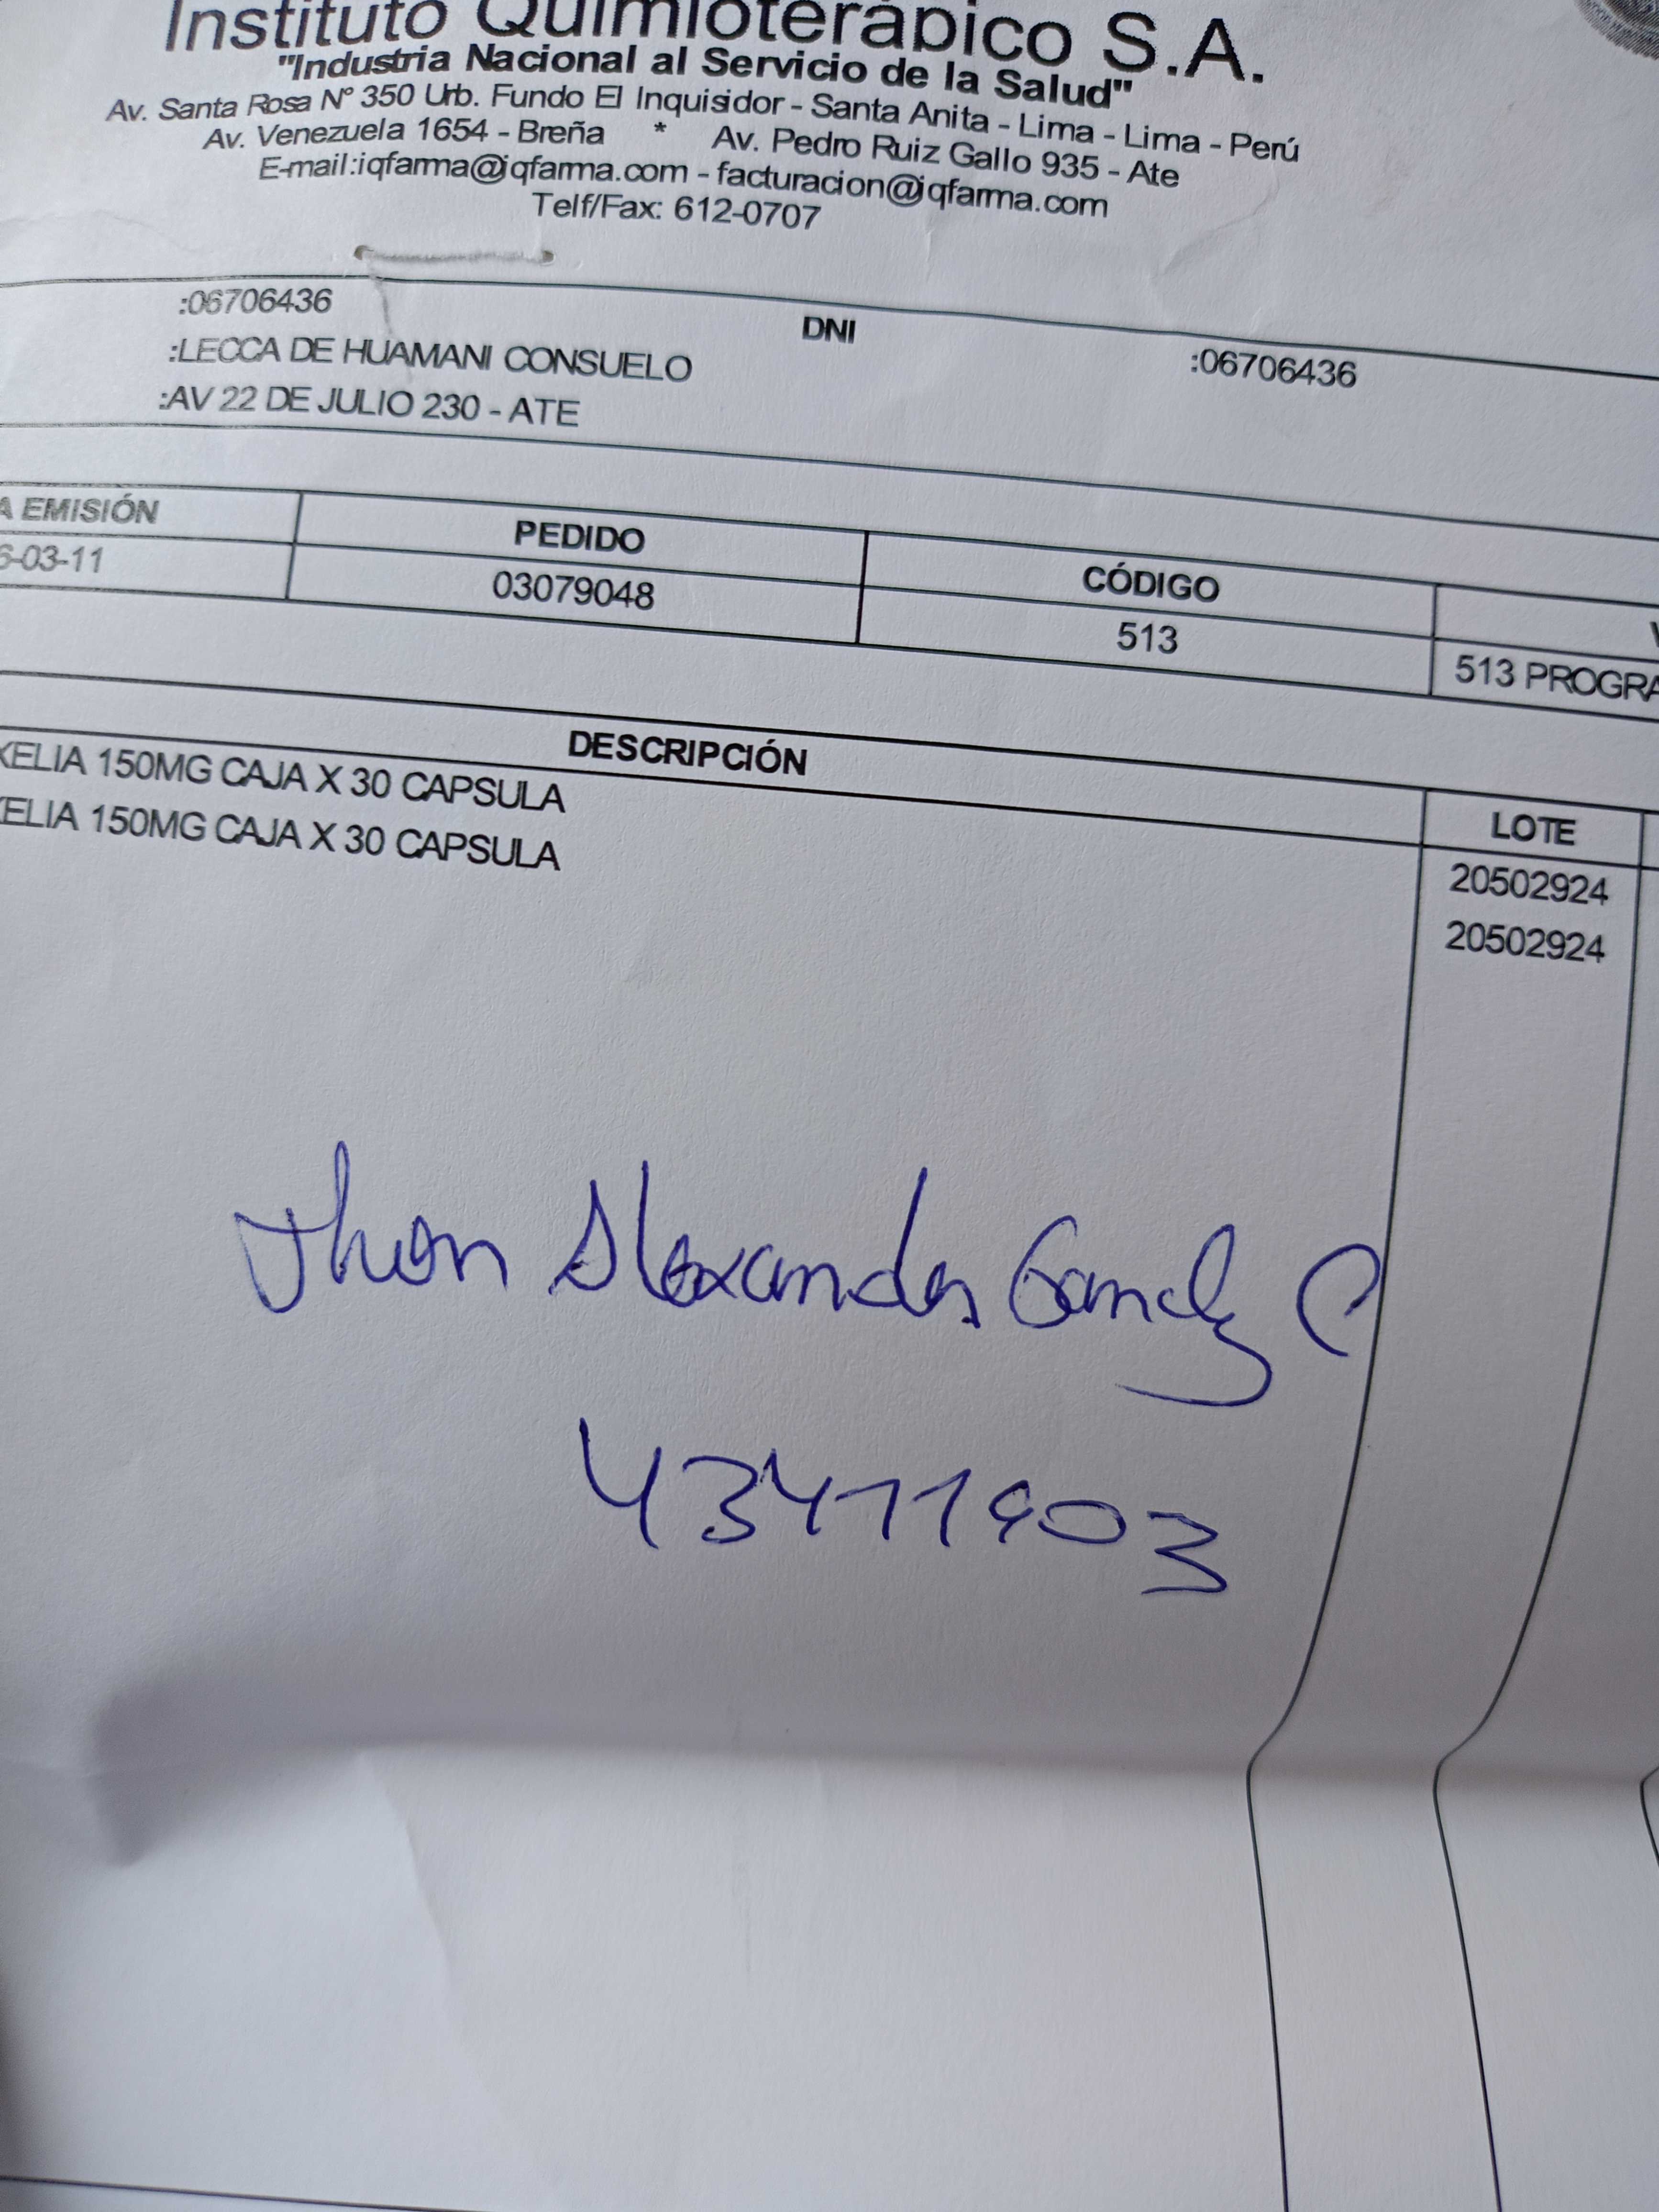 Instituto Quimioterápico S.A.
"Industria Nacional al Servicio de la Salud"
Av. Santa Rosa N° 350 Urb. Fundo El Inquisidor - Santa Anita - Lima - Lima - Perú
Av. Venezuela 1654 - Breña * Av. Pedro Ruiz Gallo 935 - Ate
E-mail:iqfarma@iqfarma.com - facturacion@iqfarma.com
Telf/Fax: 612-0707
:06706436 DNI :06706436
:LECCA DE HUAMANI CONSUELO
:AV 22 DE JULIO 230 - ATE
A EMISIÓN PEDIDO CÓDIGO
6-03-11 03079048 513 513 PROGRA
DESCRIPCIÓN LOTE
XELIA 150MG CAJA X 30 CAPSULA 20502924
XELIA 150MG CAJA X 30 CAPSULA 20502924
Jhon Alexander C
43471903